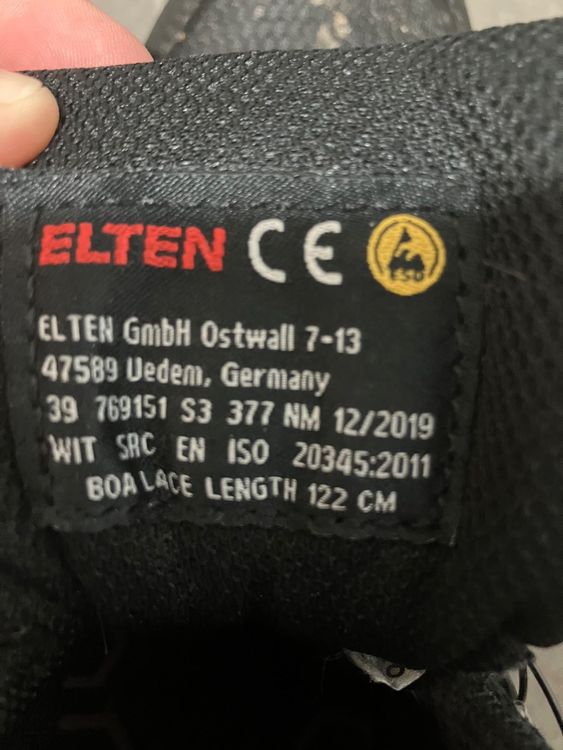 ELTEN CE ESD
ELTEN GmbH Ostwall 7-13
47589 Uedem, Germany
39 769151 S3 377 NM 12/2019
WIT SRC EN ISO 20345:2011
BOA LACE LENGTH 122 CM